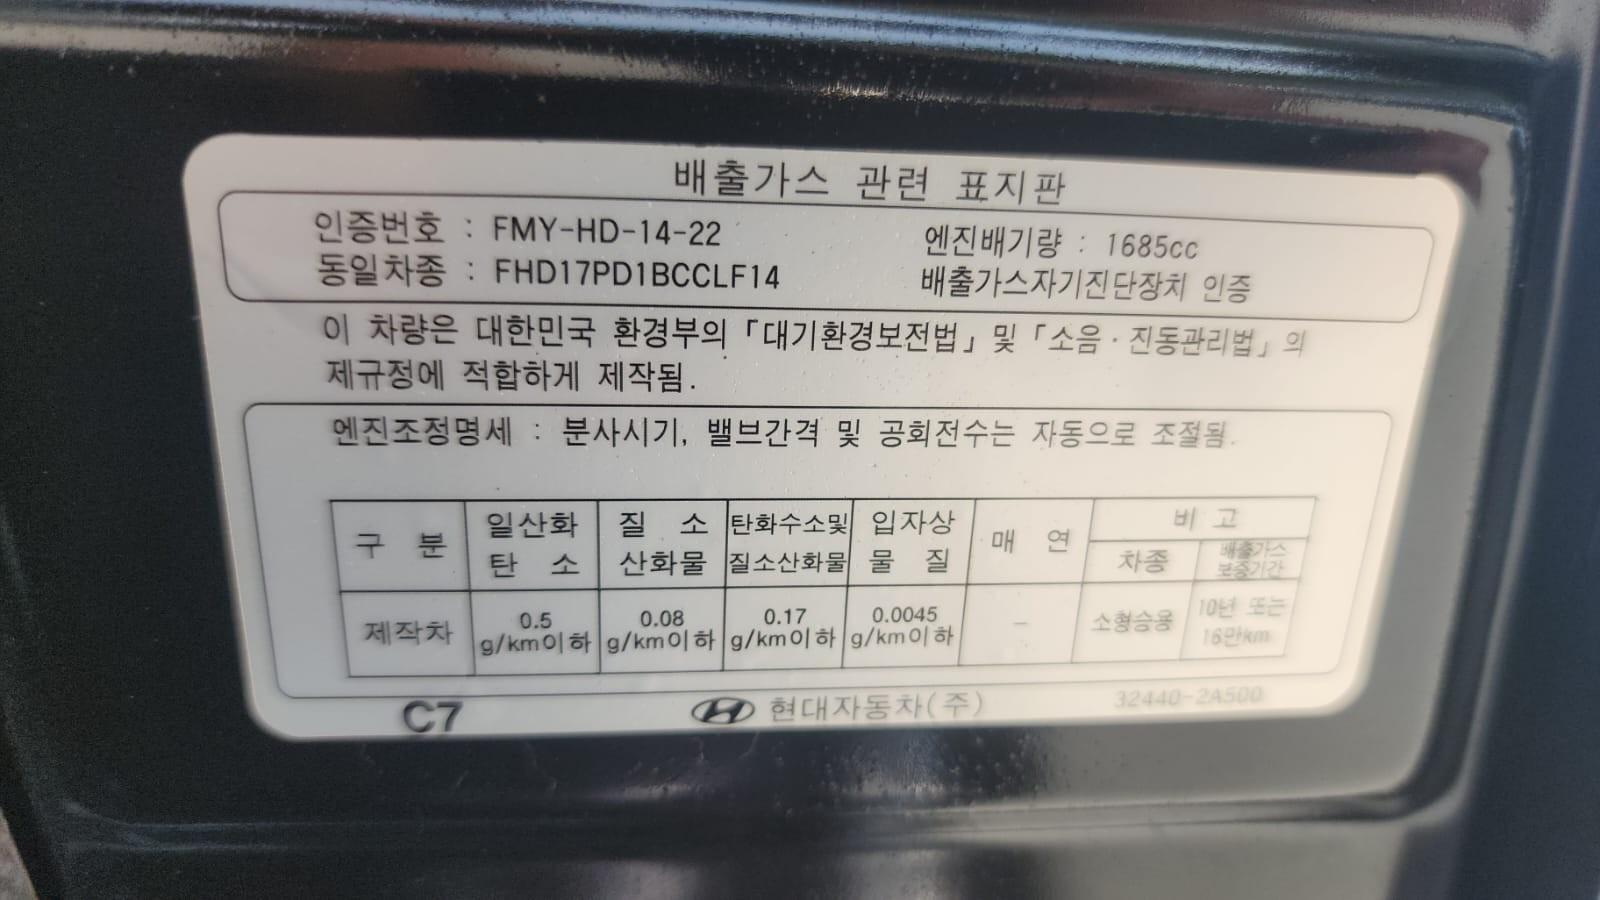 배출가스 관련 표지판
인증번호 : FMY-HD-14-22 엔진배기량 : 1685cc
동일차종 : FHD17PD1BCCLF14 배출가스자기진단장치 인증
이 차량은 대한민국 환경부의 「대기환경보전법」 및 「소음·진동관리법」의
제규정에 적합하게 제작됨.
엔진조정명세 : 분사시기, 밸브간격 및 공회전수는 자동으로 조절됨.
구 분 일산화 탄 소 질 소 산화물 탄화수소및 질소산화물 입자상 물 질 매 연 비 고
차종 배출가스 보증기간
제작차 0.5 g/km이하 0.08 g/km이하 0.17 g/km이하 0.0045 g/km이하 - 소형승용 10년 또는 16만km
C7 현대자동차(주) 32440-2A500